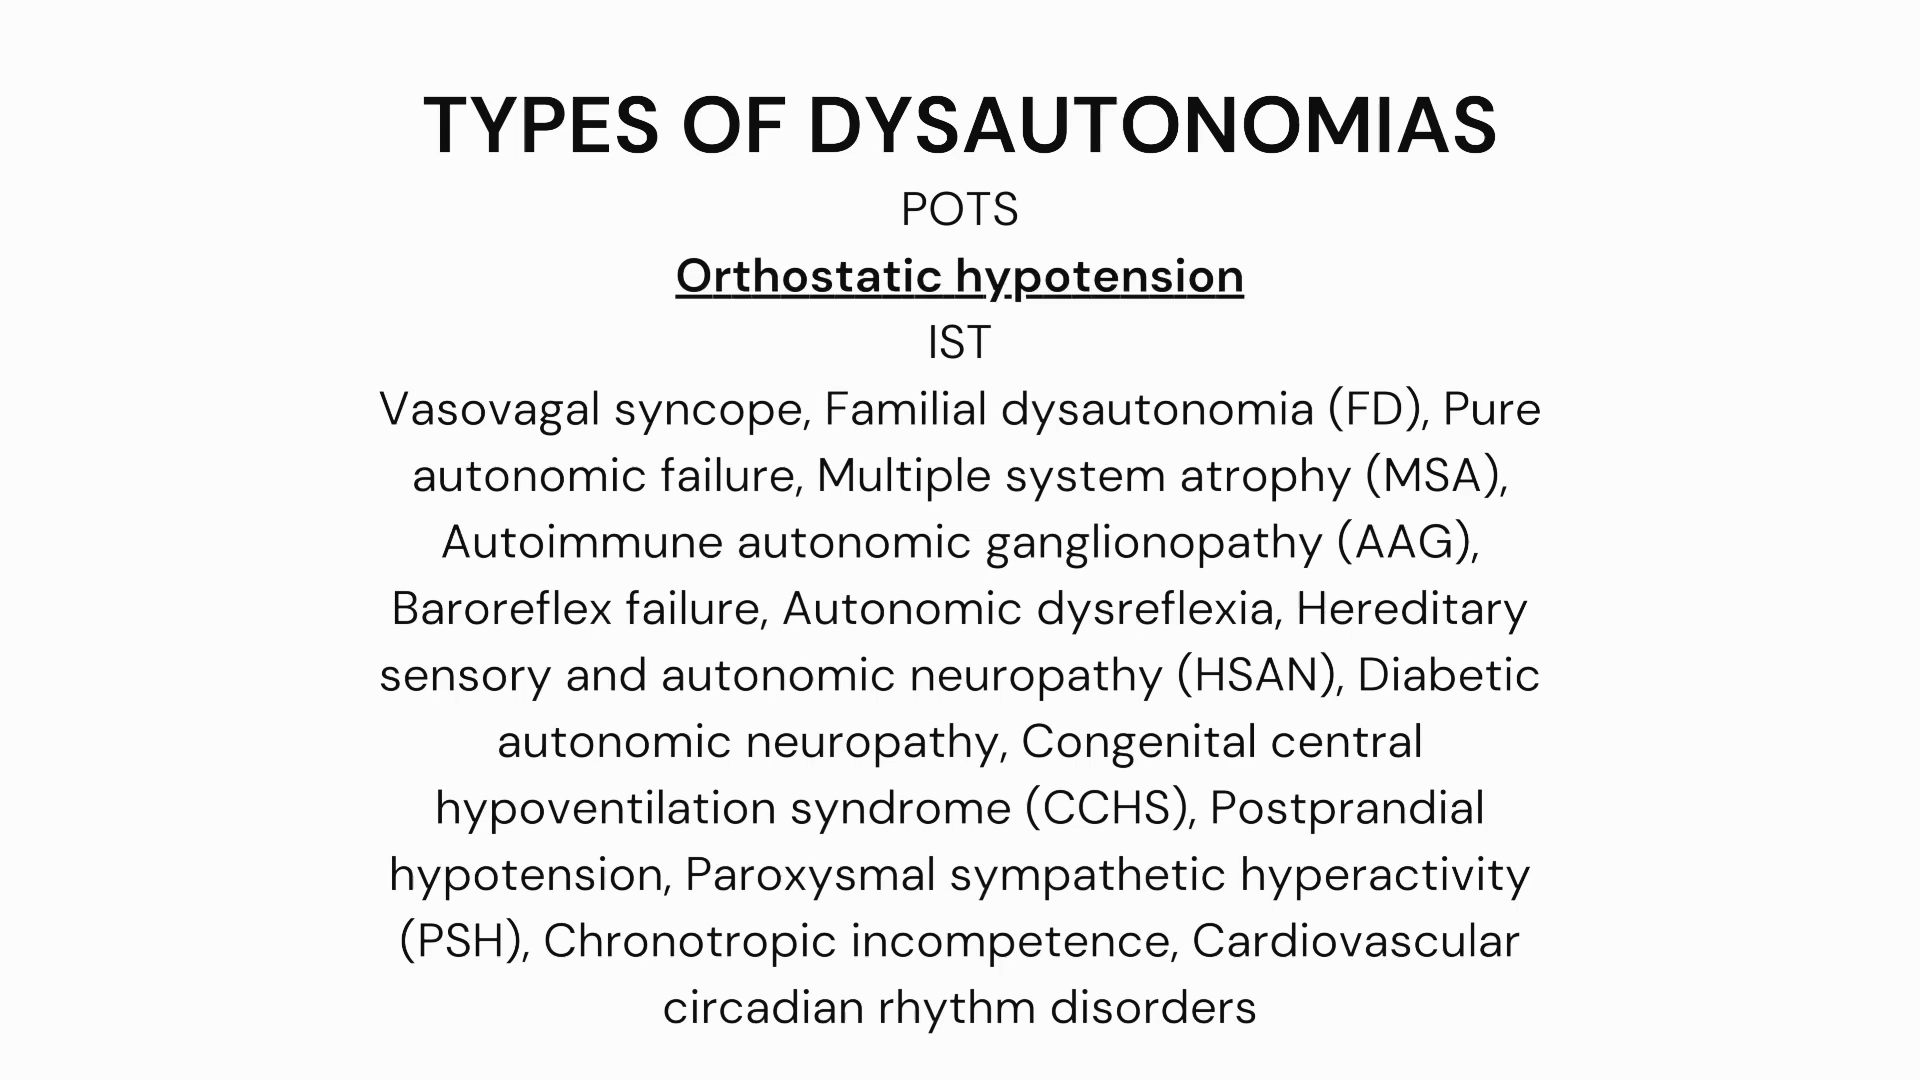 TYPES OF DYSAUTONOMIAS
POTS
Orthostatic hypotension
IST
Vasovagal syncope, Familial dysautonomia (FD), Pure
autonomic failure, Multiple system atrophy (MSA),
Autoimmune autonomic ganglionopathy (AAG),
Baroreflex failure, Autonomic dysreflexia, Hereditary
sensory and autonomic neuropathy (HSAN), Diabetic
autonomic neuropathy, Congenital central
hypoventilation syndrome (CCHS), Postprandial
hypotension, Paroxysmal sympathetic hyperactivity
(PSH), Chronotropic incompetence, Cardiovascular
circadian rhythm disorders